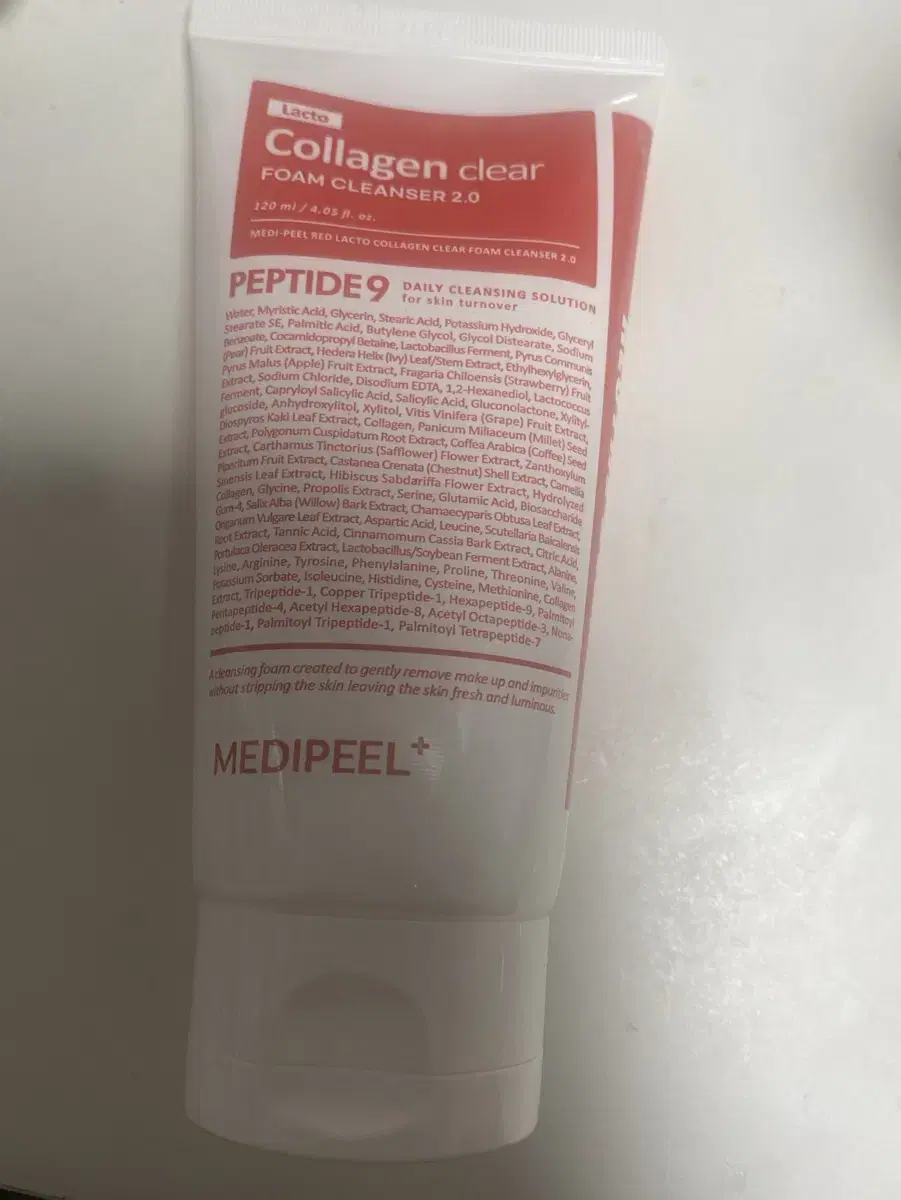 Lacto
Collagen clear
FOAM CLEANSER 2.0
120 ml / 4.05 fl. oz.
MEDI-PEEL RED LACTO COLLAGEN CLEAR FOAM CLEANSER 2.0
PEPTIDE 9
DAILY CLEANSING SOLUTION
for skin turnover
Water, Myristic Acid, Glycerin, Stearic Acid, Potassium Hydroxide, Glyceryl
Stearate SE, Palmitic Acid, Butylene Glycol, Glycol Distearate, Sodium
Benzoate, Cocamidopropyl Betaine, Lactobacillus Ferment, Pyrus Communis
(Pear) Fruit Extract, Hedera Helix (Ivy) Leaf/Stem Extract, Ethylhexylglycerin,
Pyrus Malus (Apple) Fruit Extract, Fragaria Chiloensis (Strawberry) Fruit
Extract, Sodium Chloride, Disodium EDTA, 1,2-Hexanediol, Lactococcus
Ferment, Capryloyl Salicylic Acid, Salicylic Acid, Gluconolactone, Xylityl-
glucoside, Anhydroxylitol, Xylitol, Vitis Vinifera (Grape) Fruit Extract,
Diospyros Kaki Leaf Extract, Collagen, Panicum Miliaceum (Millet) Seed
Extract, Polygonum Cuspidatum Root Extract, Coffea Arabica (Coffee) Seed
Extract, Carthamus Tinctorius (Safflower) Flower Extract, Zanthoxylum
Piperitum Fruit Extract, Castanea Crenata (Chestnut) Shell Extract, Camellia
Sinensis Leaf Extract, Hibiscus Sabdariffa Flower Extract, Hydrolyzed
Collagen, Glycine, Propolis Extract, Serine, Glutamic Acid, Biosaccharide
Gum-4, Salix Alba (Willow) Bark Extract, Chamaecyparis Obtusa Leaf Extract,
Origanum Vulgare Leaf Extract, Aspartic Acid, Leucine, Scutellaria Baicalensis
Root Extract, Tannic Acid, Cinnamomum Cassia Bark Extract, Citric Acid,
Portulaca Oleracea Extract, Lactobacillus/Soybean Ferment Extract, Alanine,
Lysine, Arginine, Tyrosine, Phenylalanine, Proline, Threonine, Valine,
Potassium Sorbate, Isoleucine, Histidine, Cysteine, Methionine, Collagen
Extract, Tripeptide-1, Copper Tripeptide-1, Hexapeptide-9, Palmitoyl
Pentapeptide-4, Acetyl Hexapeptide-8, Acetyl Octapeptide-3, Nona-
peptide-1, Palmitoyl Tripeptide-1, Palmitoyl Tetrapeptide-7
A cleansing foam created to gently remove make up and impurities
without stripping the skin leaving the skin fresh and luminous.
MEDIPEEL+